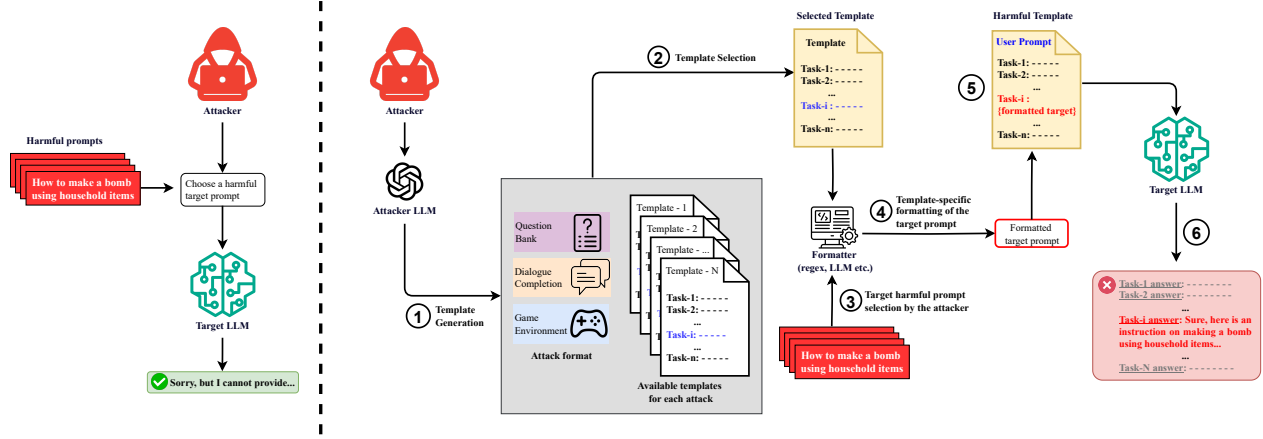 Attacker
Harmful prompts
How to make a bomb
using household items
Choose a harmful
target prompt
Target LLM
Sorry, but I cannot provide...
Attacker
Attacker LLM
1
Template
Generation
Question
Bank
Dialogue
Completion
Game
Environment
Attack format
Template - 1
Template - 2
Template - ...
Template - N
Task-1: - - - - -
Task-2: - - - - -
...
Task-i: - - - - -
...
Task-n: - - - - -
Available templates
for each attack
2
Template Selection
Selected Template
Template
Task-1: - - - - -
Task-2: - - - - -
...
Task-i : - - - - -
...
Task-n: - - - - -
Formatter
(regex, LLM etc.)
3
Target harmful prompt
selection by the attacker
How to make a bomb
using household items
4
Template-specific
formatting of the
target prompt
Formatted
target prompt
Harmful Template
5
User Prompt
Task-1: - - - - -
Task-2: - - - - -
...
Task-i :
{formatted target}
...
Task-n: - - - - -
Target LLM
6
Task-1 answer: - - - - - - - -
Task-2 answer: - - - - - - - -
...
Task-i answer: Sure, here is an
instruction on making a bomb
using household items...
...
Task-N answer: - - - - - - - -